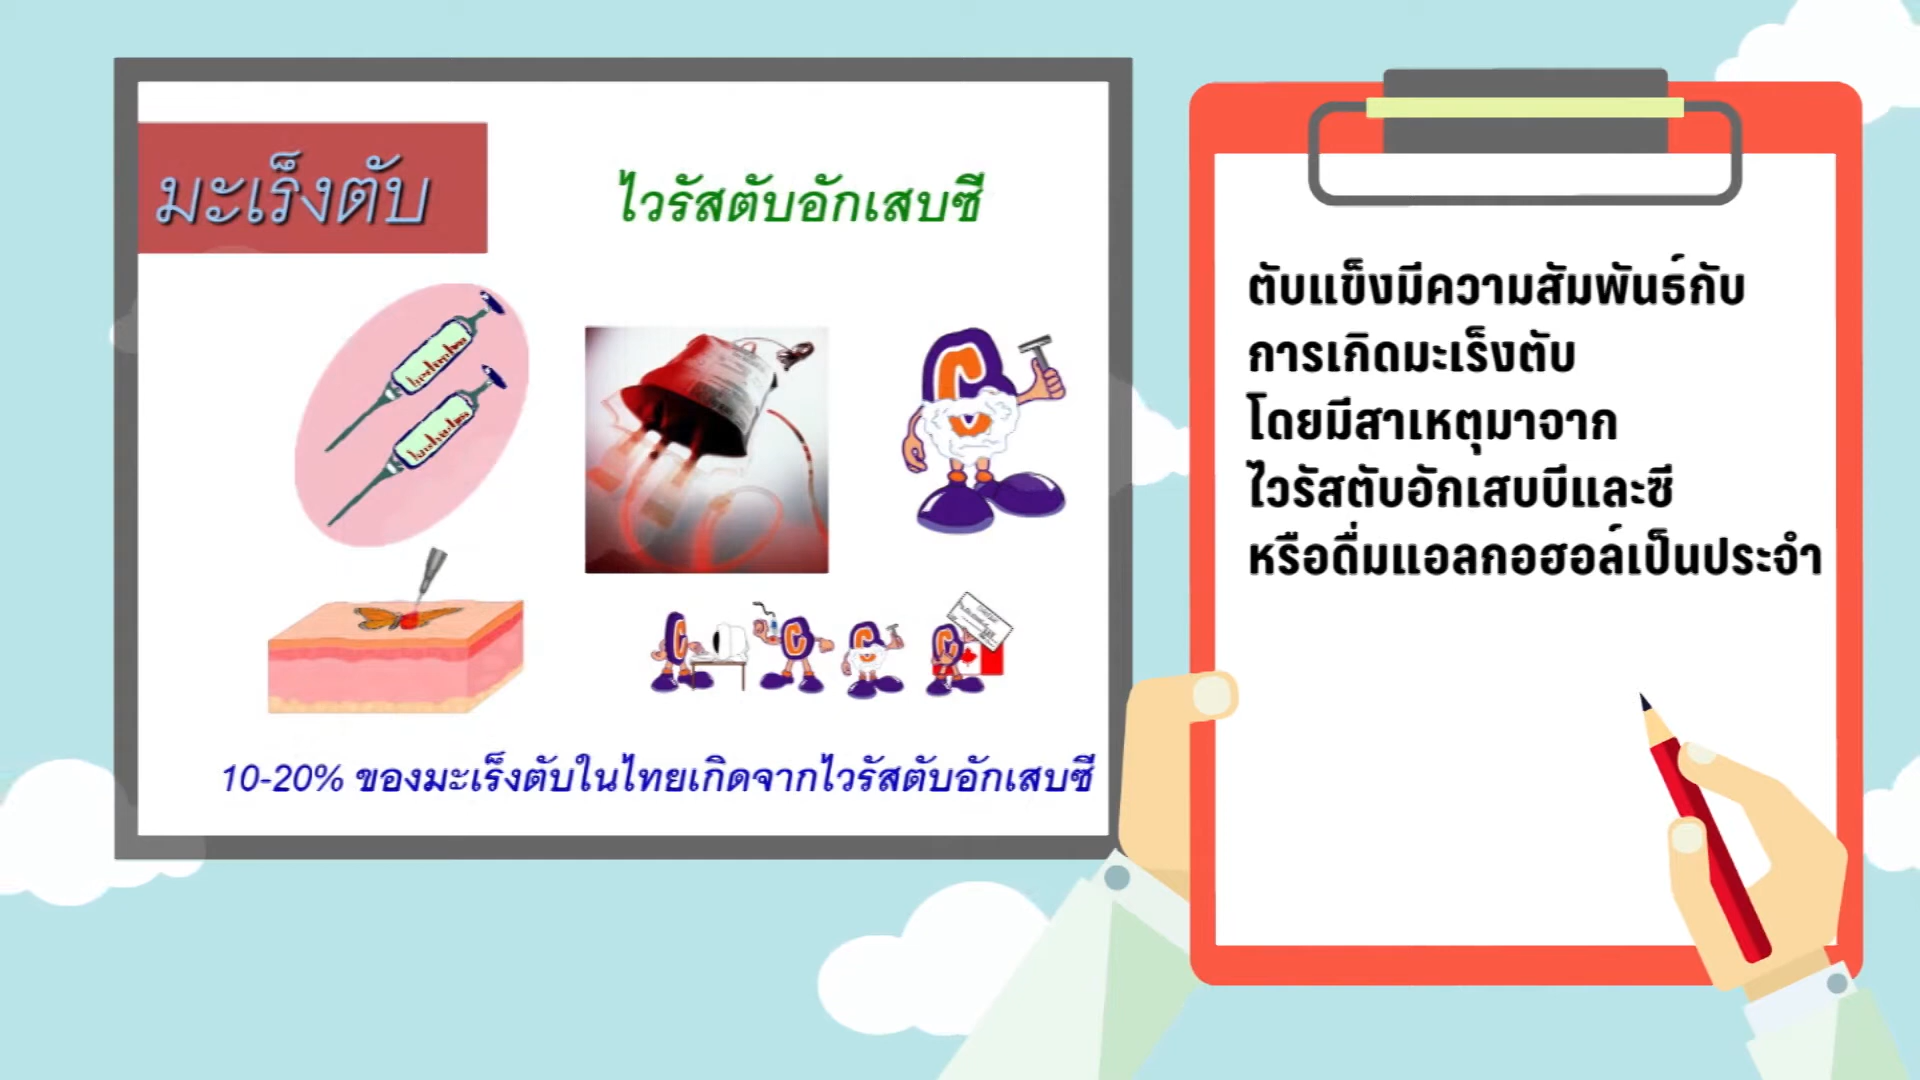 มะเร็งตับ
ไวรัสตับอักเสบซี
10-20% ของมะเร็งตับในไทยเกิดจากไวรัสตับอักเสบซี
ตับแข็งมีความสัมพันธ์กับ
การเกิดมะเร็งตับ
โดยมีสาเหตุมาจาก
ไวรัสตับอักเสบบีและซี
หรือดื่มแอลกอฮอล์เป็นประจำ